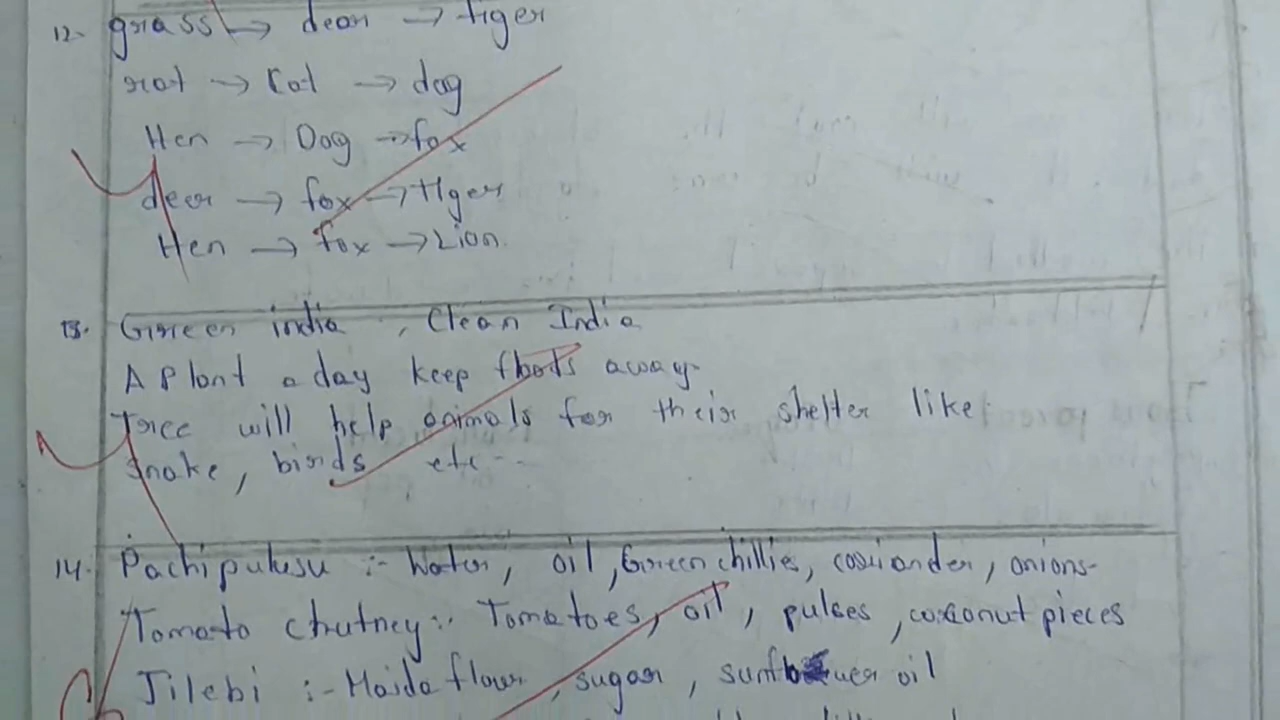 12. grass → deer → tiger
rat → Cat → dog
Hen → Dog → fox
deer → fox → Tiger
Hen → fox → Lion.
13. Green india, Clean India
A Plant a day keep floods away.
Tree will help animals for their shelter like
snake, birds etc...
14. Pachipulusu :- Water, oil, Green chillies, coriander, onions-
Tomato chutney:- Tomatoes, oil, pulses, coconut pieces
Jilebi :- Maida flour, sugar, sunflower oil